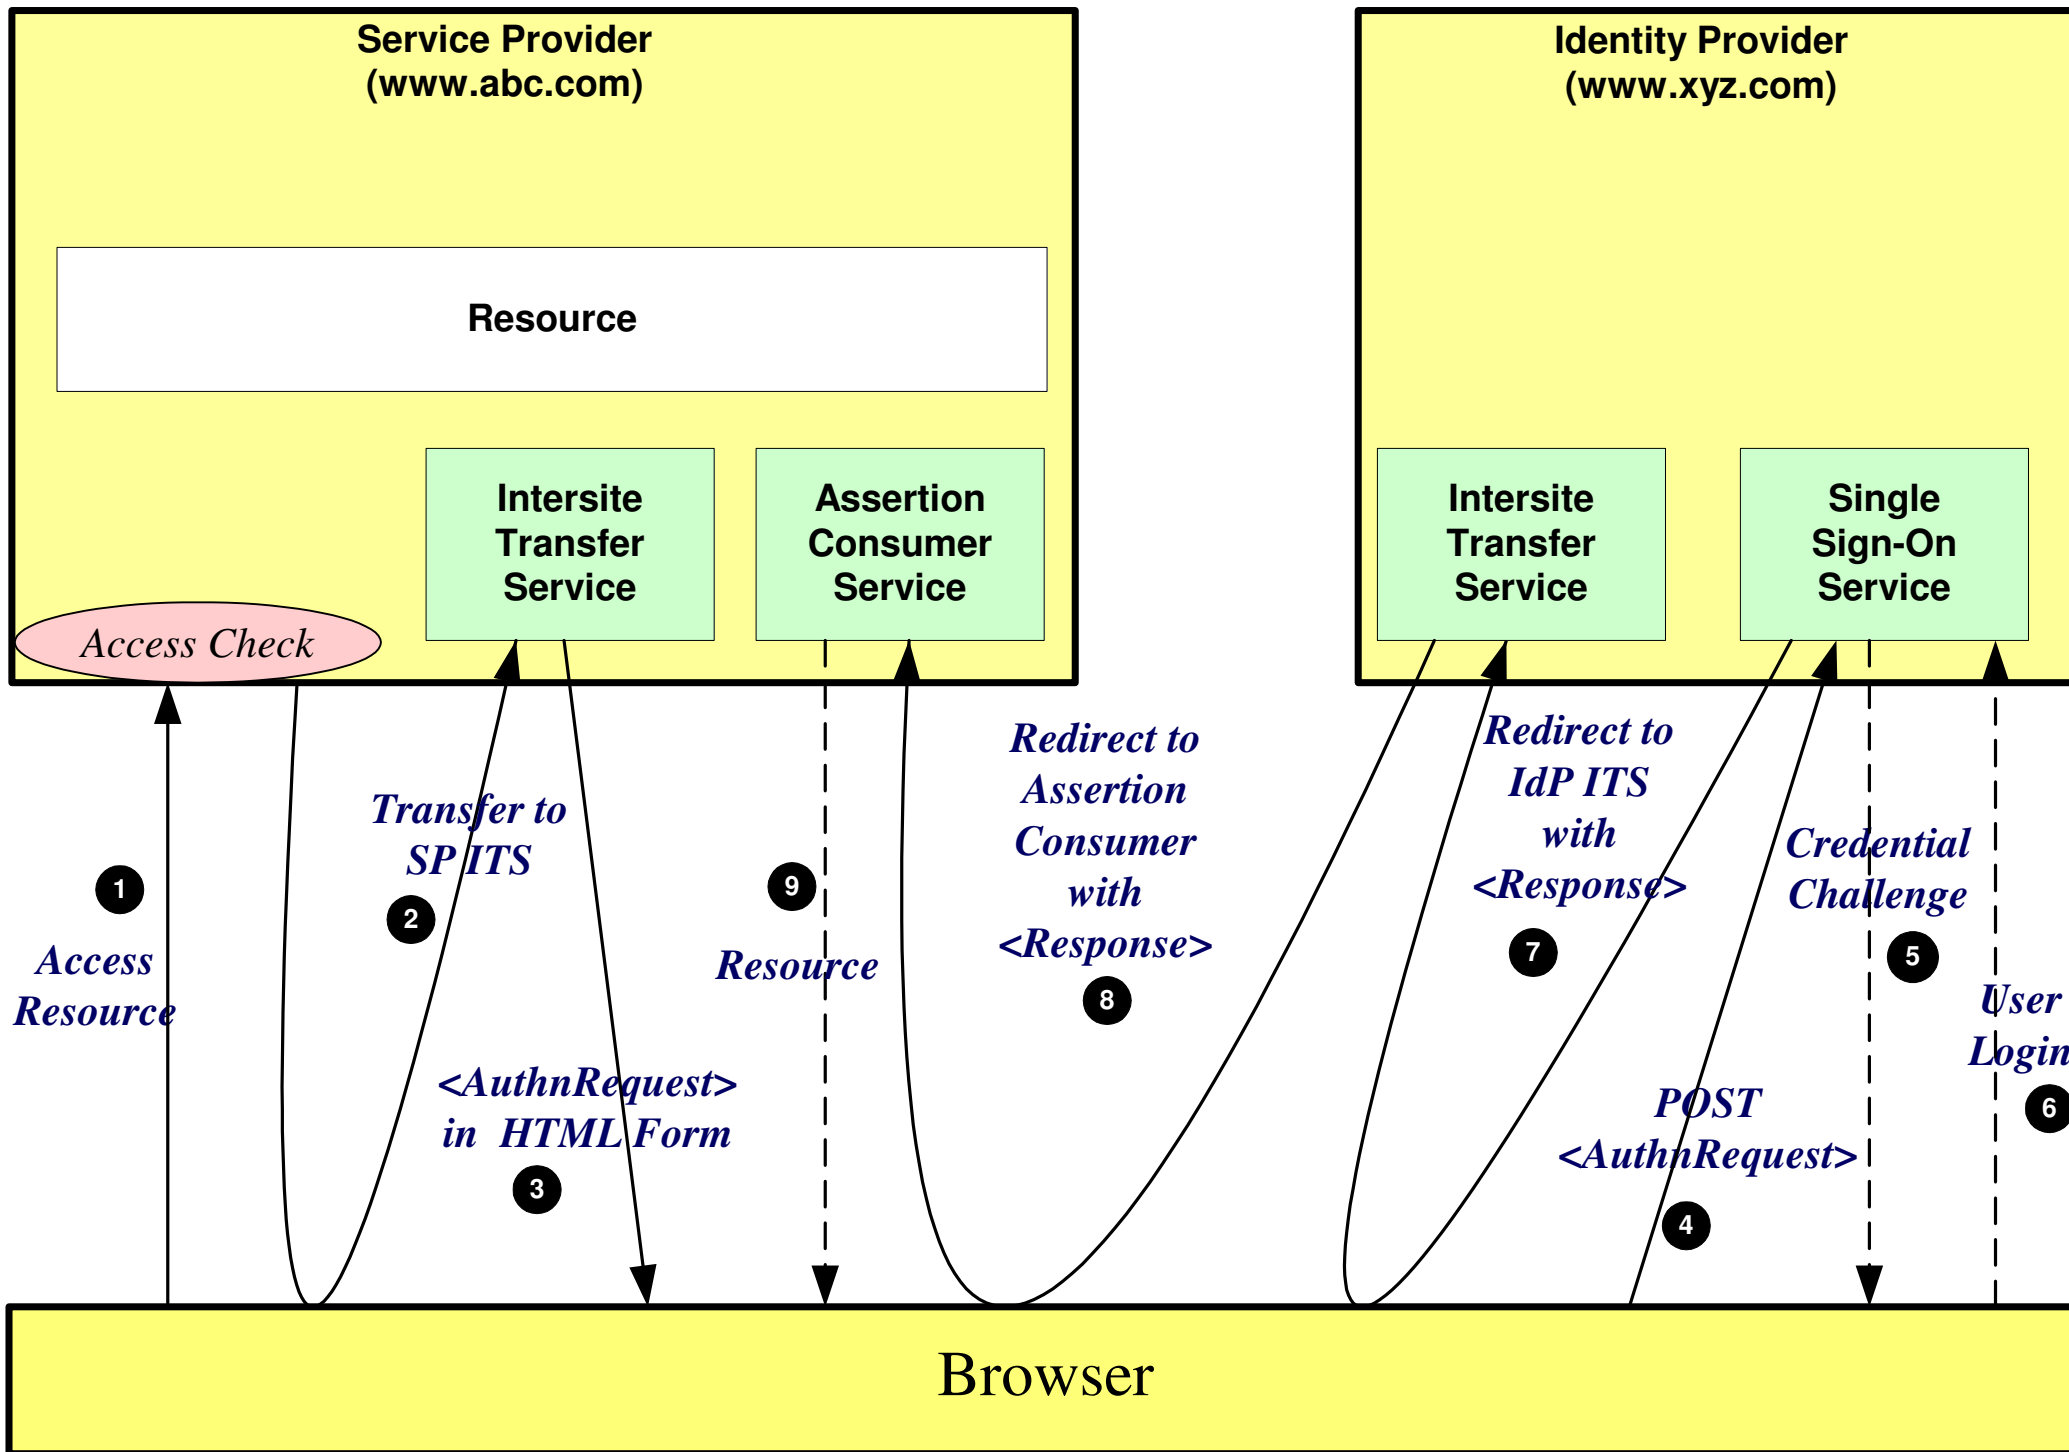 Service Provider
(www.abc.com)
Identity Provider
(www.xyz.com)
Resource
Intersite
Transfer
Service
Assertion
Consumer
Service
Intersite
Transfer
Service
Single
Sign-On
Service
Access Check
1
Access
Resource
Transfer to
SP ITS
2
<AuthnRequest>
in HTML Form
3
9
Resource
Redirect to
Assertion
Consumer
with
<Response>
8
Redirect to
IdP ITS
with
<Response>
7
Credential
Challenge
5
User
Login
6
POST
<AuthnRequest>
4
Browser